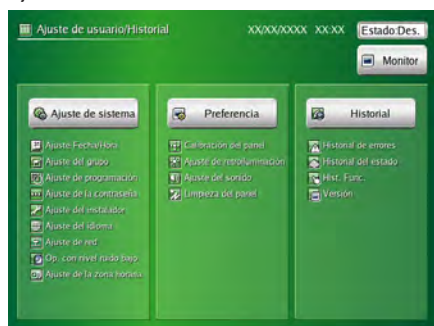 Ajuste de usuario/Historial
XX/XX/XXXX XX:XX
Estado:Des.
Monitor
Ajuste de sistema
Ajuste Fecha/Hora
Ajuste del grupo
Ajuste de programación
Ajuste de la contraseña
Ajuste del instalador
Ajuste del idioma
Ajuste de red
Op. con nivel ruido bajo
Ajuste de la zona horaria
Preferencia
Calibración del panel
Ajuste de retroiluminación
Ajuste del sonido
Limpieza del panel
Historial
Historial de errores
Historial del estado
Hist. Func.
Versión